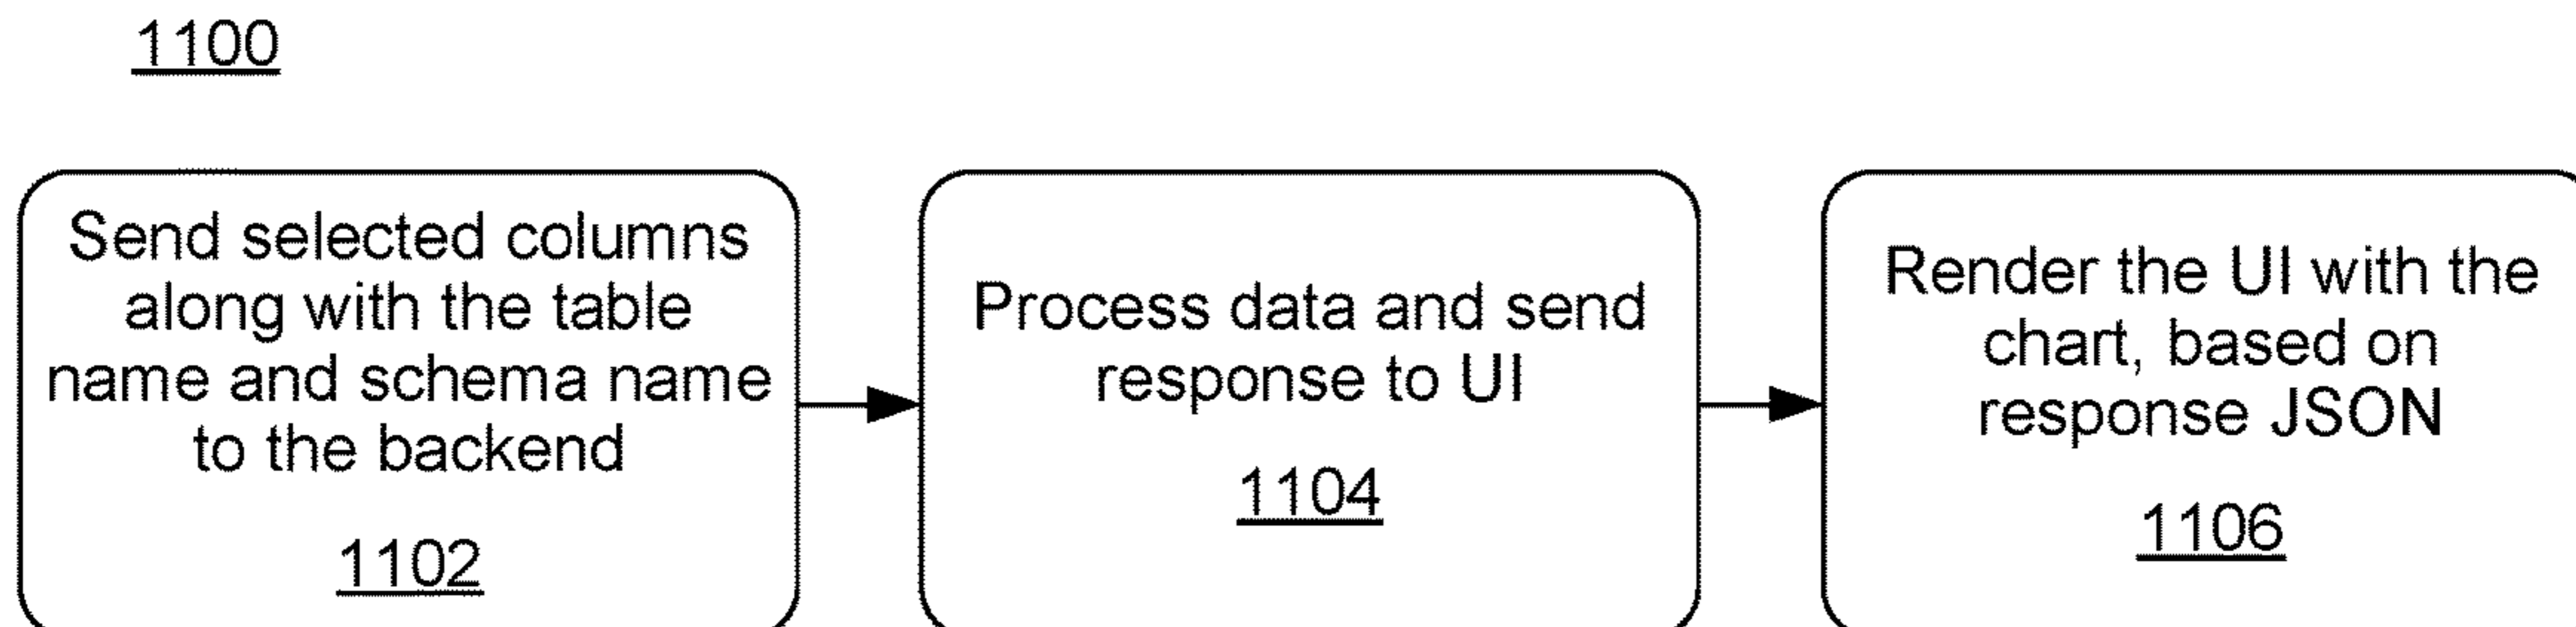 1100
Send selected columns
along with the table
name and schema name
to the backend
1102
Process data and send
response to UI
1104
Render the UI with the
chart, based on
response JSON
1106